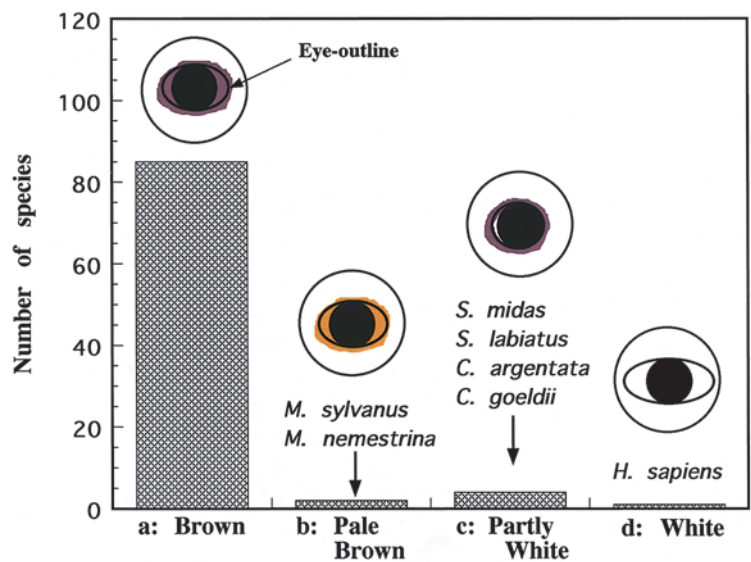 Number of species
120
100
80
60
40
20
0
Eye-outline
M. sylvanus
M. nemestrina
S. midas
S. labiatus
C. argentata
C. goeldii
H. sapiens
a: Brown
b: Pale
Brown
c: Partly
White
d: White